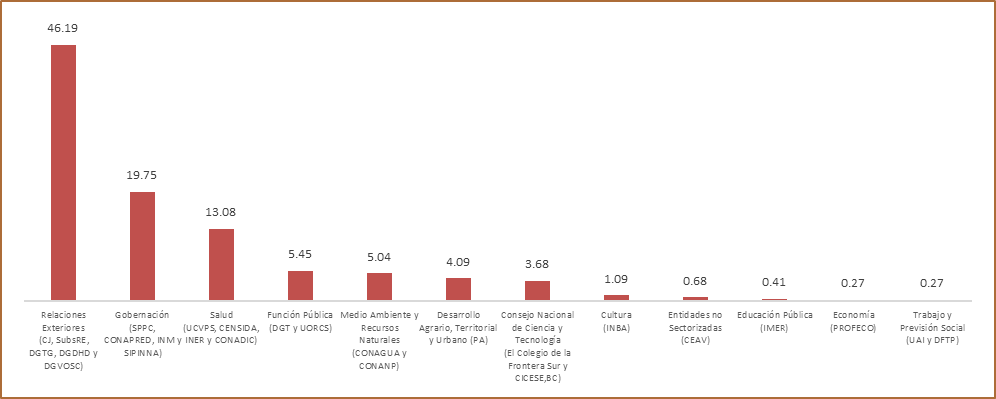 46.19
19.75
13.08
5.45
5.04
4.09
3.68
1.09
0.68
0.41
0.27
0.27
Relaciones
Exteriores
(CJ, SubsRE,
DGTG, DGDHD y
DGVOSC)
Gobernación
(SPPC,
CONAPRED, INM y
SIPINNA)
Salud
(UCVPS, CENSIDA,
INER y CONADIC)
Función Pública
(DGT y UORCS)
Medio Ambiente y
Recursos
Naturales
(CONAGUA y
CONANP)
Desarrollo
Agrario, Territorial
y Urbano (PA)
Consejo Nacional
de Ciencia y
Tecnología
(El Colegio de la
Frontera Sur y
CICESE,BC)
Cultura
(INBA)
Entidades no
Sectorizadas
(CEAV)
Educación Pública
(IMER)
Economía
(PROFECO)
Trabajo y
Previsión Social
(UAI y DFTP)